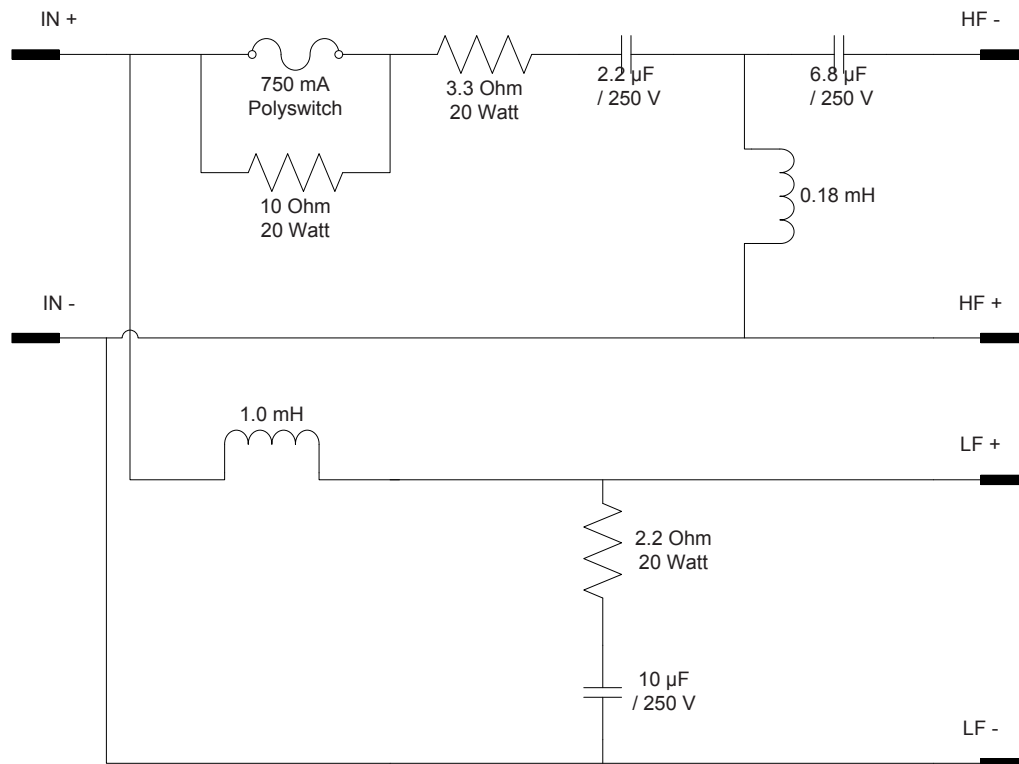 IN +
HF -
750 mA
Polyswitch
3.3 Ohm
20 Watt
2.2 µF
/ 250 V
6.8 µF
/ 250 V
10 Ohm
20 Watt
0.18 mH
IN -
HF +
1.0 mH
LF +
2.2 Ohm
20 Watt
10 µF
/ 250 V
LF -